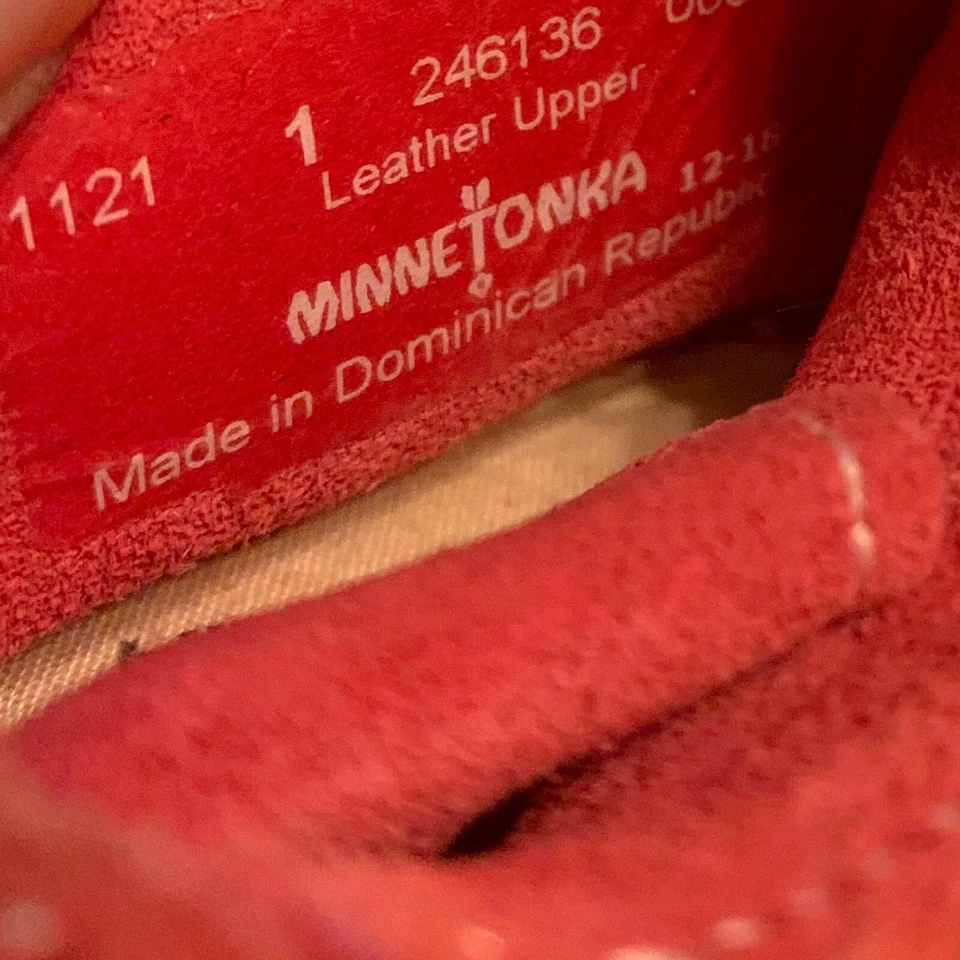 1121 1 246136
Leather Upper
MINNETONKA 12-18
Made in Dominican Republic